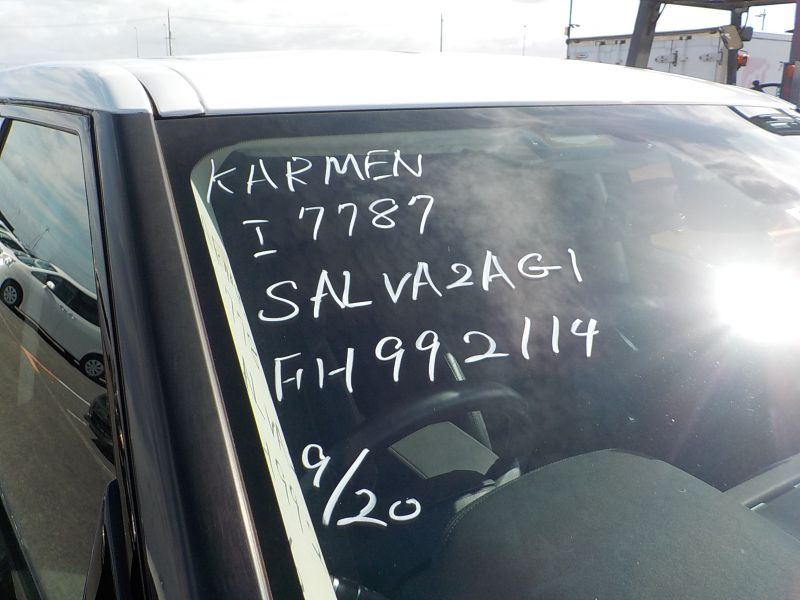 KARMEN
I 7787
SALVA2AG1
FH992114
9/20